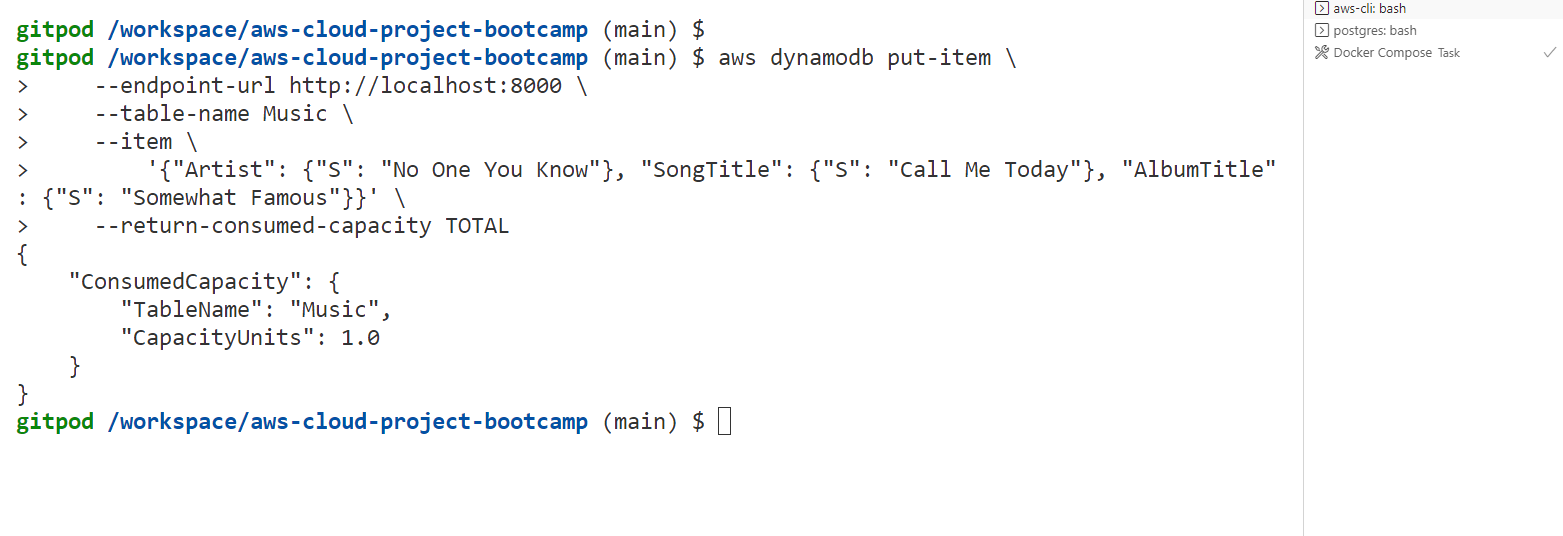 gitpod /workspace/aws-cloud-project-bootcamp (main) $
gitpod /workspace/aws-cloud-project-bootcamp (main) $ aws dynamodb put-item \
>     --endpoint-url http://localhost:8000 \
>     --table-name Music \
>     --item \
>         '{"Artist": {"S": "No One You Know"}, "SongTitle": {"S": "Call Me Today"}, "AlbumTitle"
: {"S": "Somewhat Famous"}}' \
>     --return-consumed-capacity TOTAL
{
    "ConsumedCapacity": {
        "TableName": "Music",
        "CapacityUnits": 1.0
    }
}
gitpod /workspace/aws-cloud-project-bootcamp (main) $
aws-cli: bash
postgres: bash
Docker Compose Task